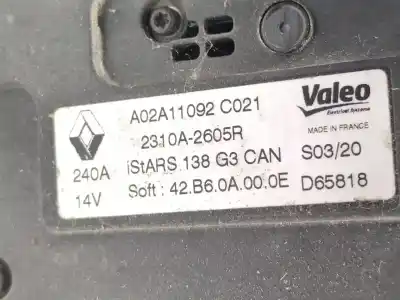 A02A11092 C021
Valeo
Electrical Systems
2310A-2605R
MADE IN FRANCE
240A
iStARS 138 G3 CAN
S03/20
14V
Soft : 42.B6.0A.00.0E
D65818